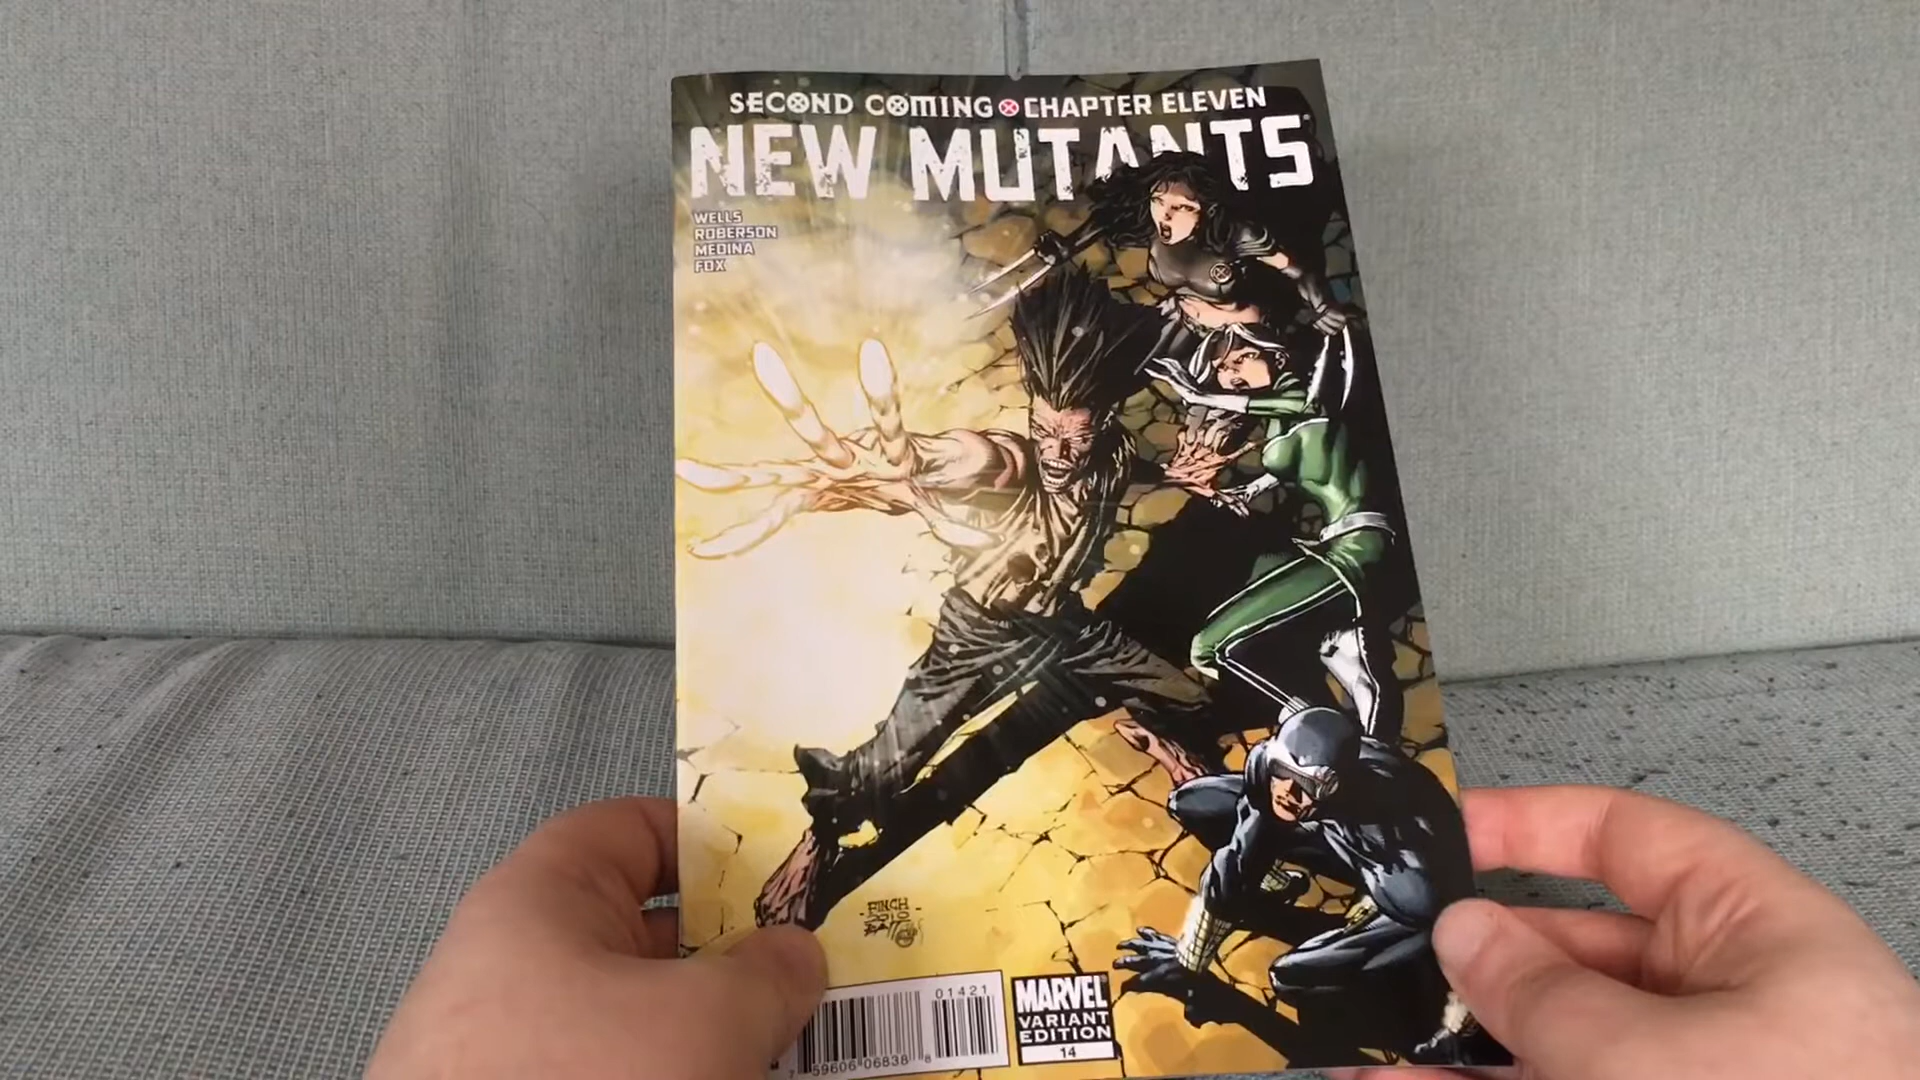 SECOND COMING CHAPTER ELEVEN
NEW MUTANTS
WELLS
ROBERSON
MEDINA
FOX
FINCH
2010
01421
59606 06838 8
MARVEL
VARIANT
EDITION
14